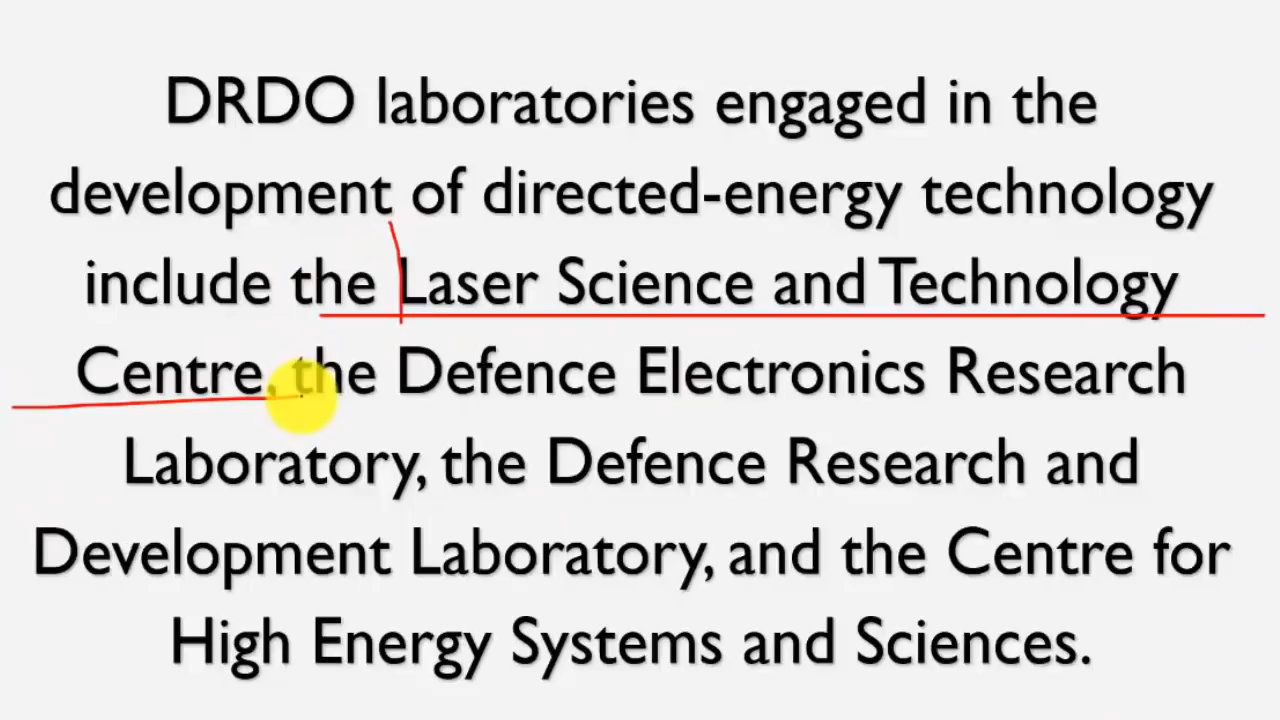 DRDO laboratories engaged in the
development of directed-energy technology
include the Laser Science and Technology
Centre, the Defence Electronics Research
Laboratory, the Defence Research and
Development Laboratory, and the Centre for
High Energy Systems and Sciences.